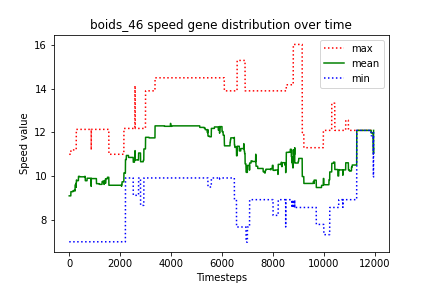 boids_46 speed gene distribution over time
Speed value
16
14
12
10
8
max
mean
min
0
2000
4000
6000
8000
10000
12000
Timesteps